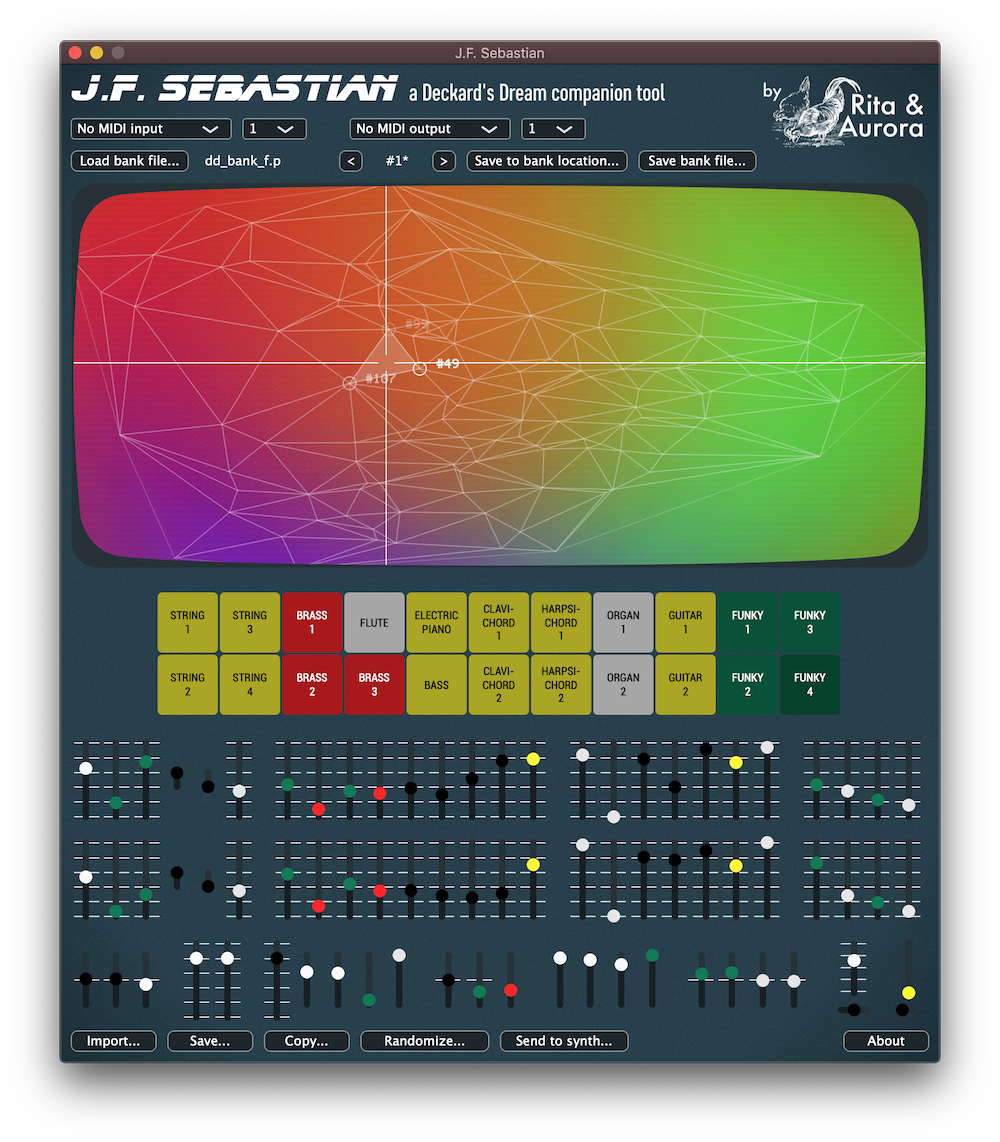 J.F. Sebastian
J.F. SEBASTIAN a Deckard's Dream companion tool
by Rita &
Aurora
No MIDI input 1 No MIDI output 1
Load bank file... dd_bank_f.p < #1* > Save to bank location... Save bank file...
#99
#49
#107
STRING
1
STRING
3
BRASS
1
FLUTE
ELECTRIC
PIANO
CLAVI-
CHORD
1
HARPSI-
CHORD
1
ORGAN
1
GUITAR
1
FUNKY
1
FUNKY
3
STRING
2
STRING
4
BRASS
2
BRASS
3
BASS
CLAVI-
CHORD
2
HARPSI-
CHORD
2
ORGAN
2
GUITAR
2
FUNKY
2
FUNKY
4
Import... Save... Copy... Randomize... Send to synth... About